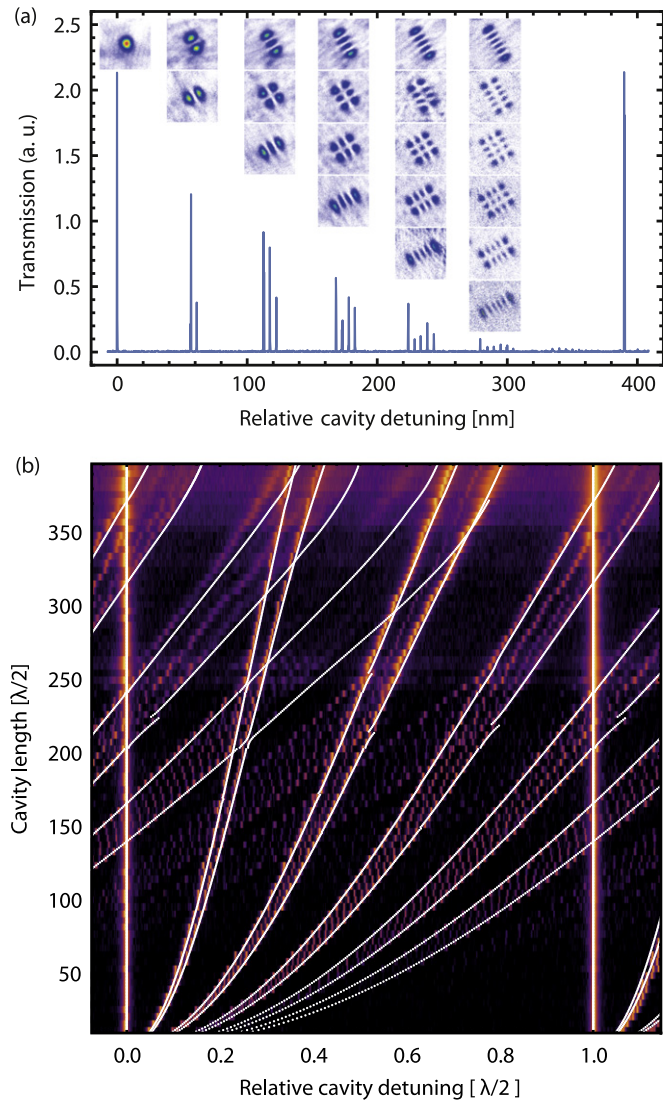 (a)
2.5
2.0
1.5
1.0
0.5
0.0
Transmission (a. u.)
0 100 200 300 400
Relative cavity detuning [nm]
(b)
350
300
250
200
150
100
50
Cavity length [λ/2]
0.0 0.2 0.4 0.6 0.8 1.0
Relative cavity detuning [ λ/2 ]